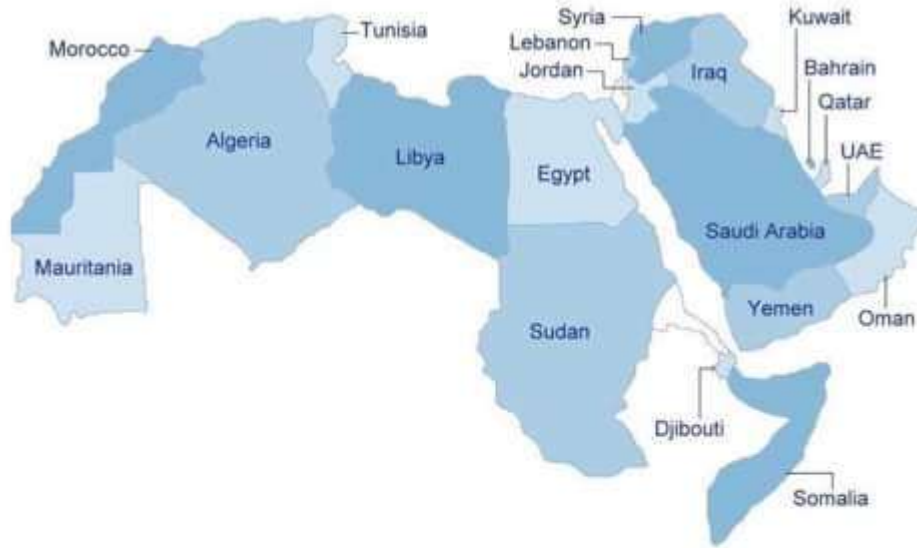 Morocco
Tunisia
Syria
Kuwait
Lebanon
Jordan
Iraq
Bahrain
Qatar
UAE
Algeria
Libya
Egypt
Saudi Arabia
Mauritania
Yemen
Oman
Sudan
Djibouti
Somalia